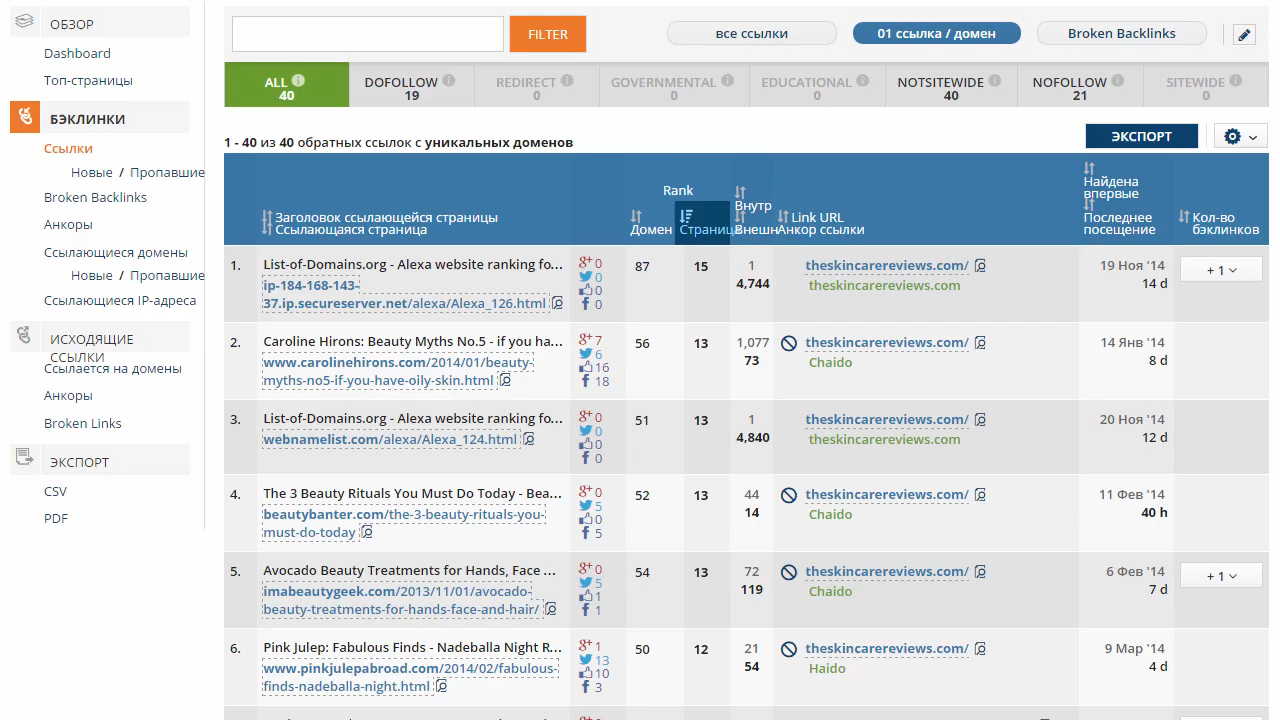 ОБЗОР
Dashboard
Топ-страницы
БЭКЛИНКИ
Ссылки
Новые / Пропавшие
Broken Backlinks
Анкоры
Ссылающиеся домены
Новые / Пропавшие
Ссылающиеся IP-адреса
ИСХОДЯЩИЕ
ССЫЛКИ
Ссылается на домены
Анкоры
Broken Links
ЭКСПОРТ
CSV
PDF
FILTER
все ссылки
01 ссылка / домен
Broken Backlinks
ALL
40
DOFOLLOW
19
REDIRECT
0
GOVERNMENTAL
0
EDUCATIONAL
0
NOTSITEWIDE
40
NOFOLLOW
21
SITEWIDE
0
1 - 40 из 40 обратных ссылок с уникальных доменов
ЭКСПОРТ
Заголовок ссылающейся страницы
Ссылающаяся страница
Rank
Домен
Страница
Внутр
Внешн
Link URL
Анкор ссылки
Найдена
впервые
Последнее
посещение
Кол-во
бэклинков
1.
List-of-Domains.org - Alexa website ranking fo...
ip-184-168-143-
37.ip.secureserver.net/alexa/Alexa_126.html
g+ 0
0
0
f 0
87
15
1
4,744
theskincarereviews.com/
theskincarereviews.com
19 Ноя '14
14 d
+ 1
2.
Caroline Hirons: Beauty Myths No.5 - if you ha...
www.carolinehirons.com/2014/01/beauty-
myths-no5-if-you-have-oily-skin.html
g+ 7
6
16
f 18
56
13
1,077
73
theskincarereviews.com/
Chaido
14 Янв '14
8 d
3.
List-of-Domains.org - Alexa website ranking fo...
webnamelist.com/alexa/Alexa_124.html
g+ 0
0
0
f 0
51
13
1
4,840
theskincarereviews.com/
theskincarereviews.com
20 Ноя '14
12 d
4.
The 3 Beauty Rituals You Must Do Today - Bea...
beautybanter.com/the-3-beauty-rituals-you-
must-do-today
g+ 0
5
0
f 5
52
13
44
14
theskincarereviews.com/
Chaido
11 Фев '14
40 h
5.
Avocado Beauty Treatments for Hands, Face ...
imabeautygeek.com/2013/11/01/avocado-
beauty-treatments-for-hands-face-and-hair/
g+ 0
5
1
f 1
54
13
72
119
theskincarereviews.com/
Chaido
6 Фев '14
7 d
+ 1
6.
Pink Julep: Fabulous Finds - Nadeballa Night R...
www.pinkjulepabroad.com/2014/02/fabulous-
finds-nadeballa-night.html
g+ 1
13
10
f 3
50
12
21
54
theskincarereviews.com/
Haido
9 Мар '14
4 d